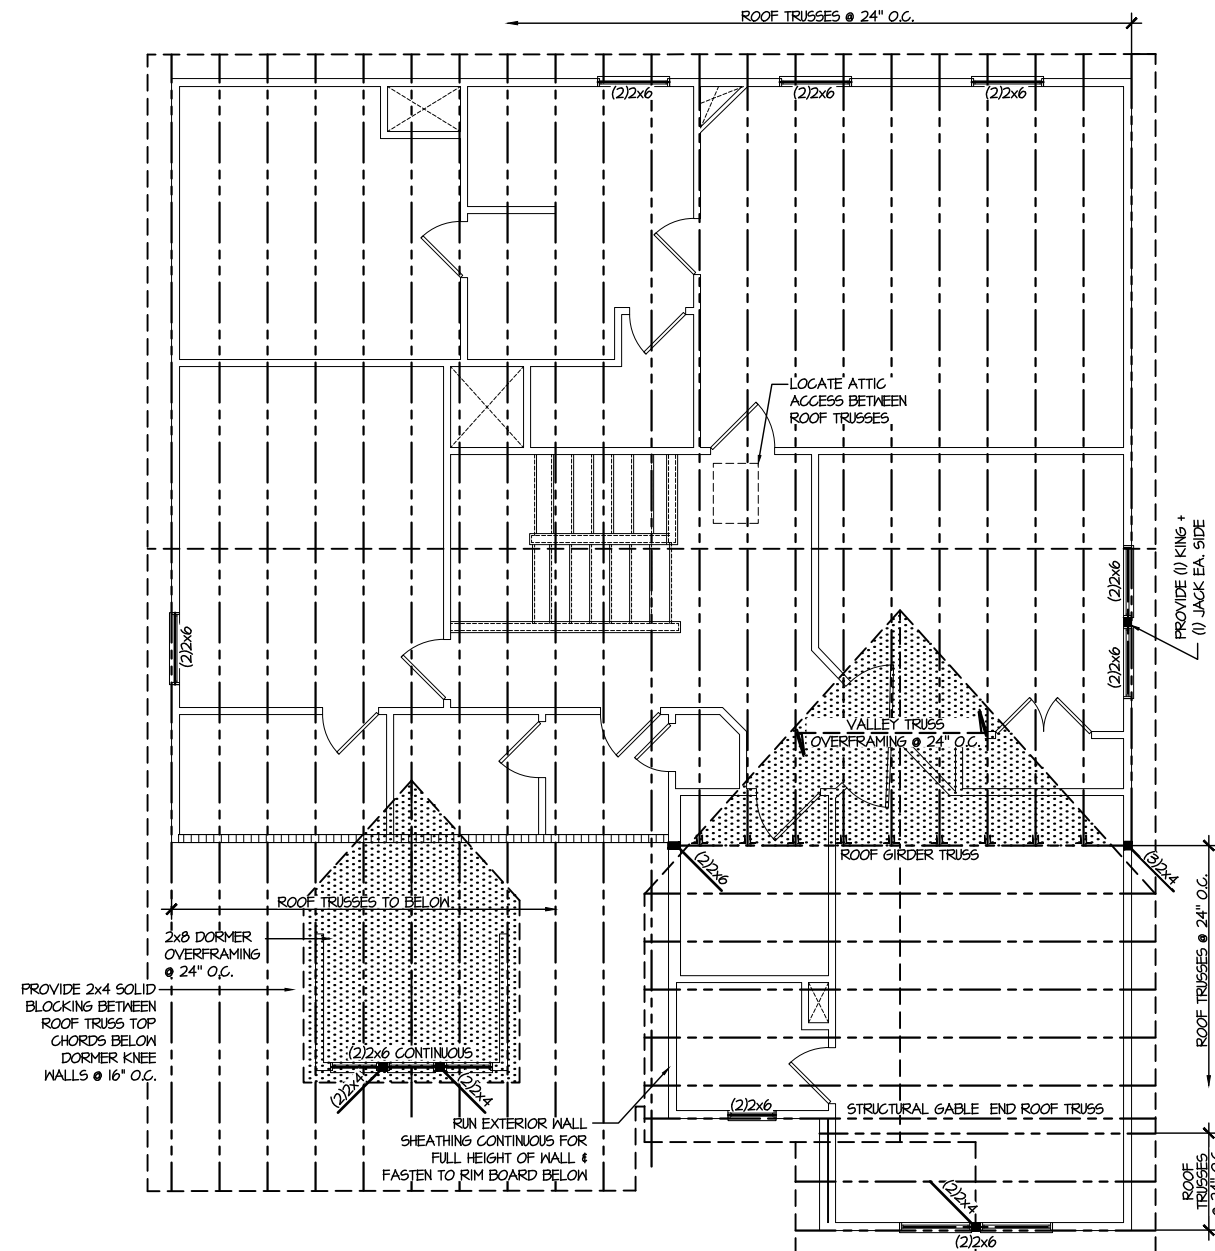 ROOF TRUSSES @ 24" O.C.
(2)2x6
(2)2x6
(2)2x6
LOCATE ATTIC
ACCESS BETWEEN
ROOF TRUSSES
PROVIDE (1) KING +
(1) JACK EA. SIDE
(2)2x6
(2)2x6
(2)2x6
VALLEY TRUSS
OVERFRAMING @ 24" O.C.
ROOF GIRDER TRUSS
(2)2x6
(3)2x4
ROOF TRUSSES TO BELOW
2x8 DORMER
OVERFRAMING
@ 24" O.C.
ROOF TRUSSES @ 24" O.C.
PROVIDE 2x4 SOLID
BLOCKING BETWEEN
ROOF TRUSS TOP
CHORDS BELOW
DORMER KNEE
WALLS @ 16" O.C.
(2)2x6 CONTINUOUS
(2)2x4
(2)2x4
(2)2x6
STRUCTURAL GABLE END ROOF TRUSS
RUN EXTERIOR WALL
SHEATHING CONTINUOUS FOR
FULL HEIGHT OF WALL &
FASTEN TO RIM BOARD BELOW
ROOF
TRUSSES
@ 24" O.C.
(2)2x4
(2)2x6